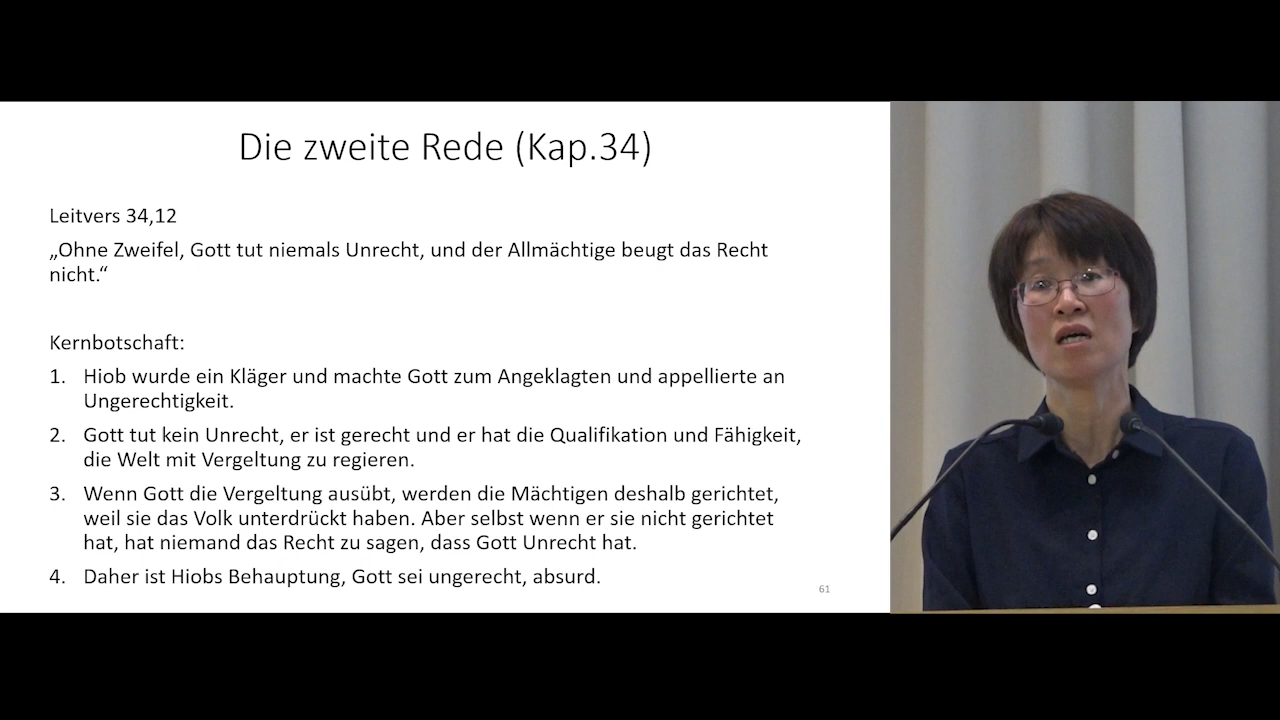 Die zweite Rede (Kap.34)
Leitvers 34,12
„Ohne Zweifel, Gott tut niemals Unrecht, und der Allmächtige beugt das Recht
nicht.“
Kernbotschaft:
1. Hiob wurde ein Kläger und machte Gott zum Angeklagten und appellierte an
Ungerechtigkeit.
2. Gott tut kein Unrecht, er ist gerecht und er hat die Qualifikation und Fähigkeit,
die Welt mit Vergeltung zu regieren.
3. Wenn Gott die Vergeltung ausübt, werden die Mächtigen deshalb gerichtet,
weil sie das Volk unterdrückt haben. Aber selbst wenn er sie nicht gerichtet
hat, hat niemand das Recht zu sagen, dass Gott Unrecht hat.
4. Daher ist Hiobs Behauptung, Gott sei ungerecht, absurd.
61